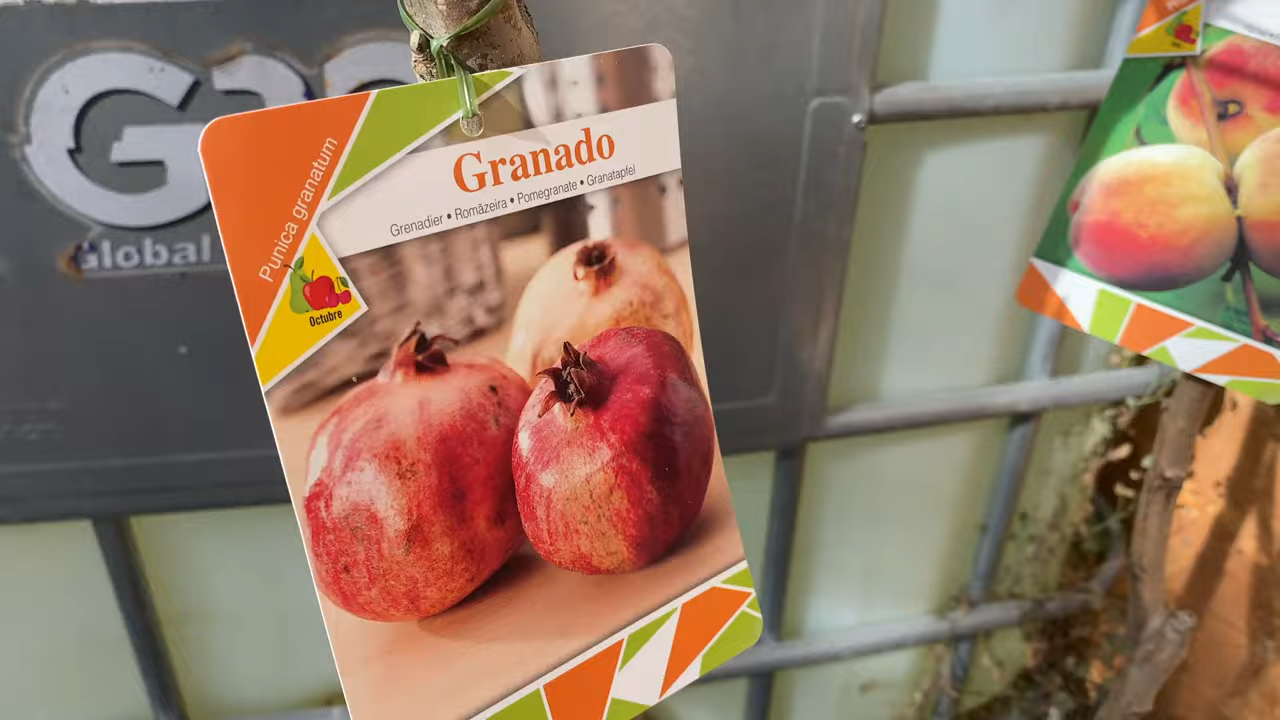 Global
Punica granatum
Granado
Grenadier • Romãzeira • Pomegranate • Granatapfel
Octubre